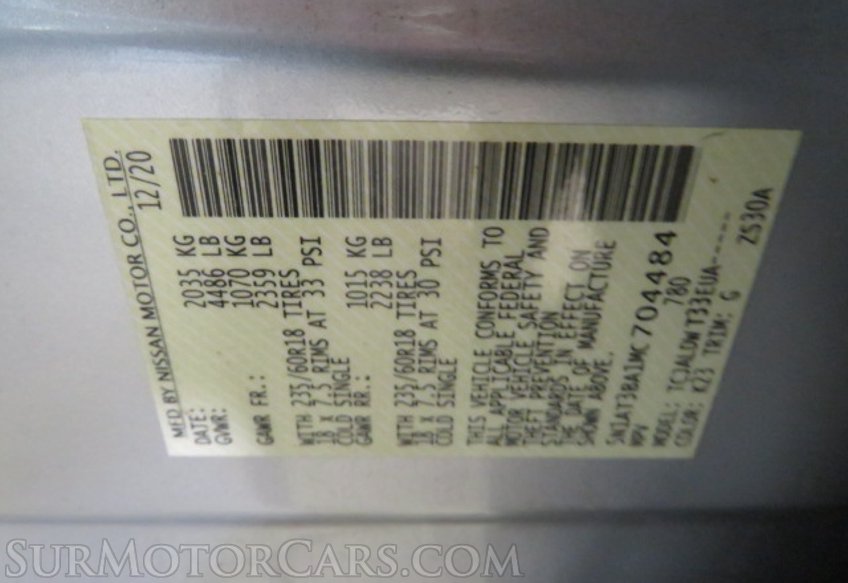 MFD BY NISSAN MOTOR CO., LTD.
DATE: 12/20
GVWR: 2035 KG
4486 LB
GAWR FR.: 1070 KG
2359 LB
WITH 235/60R18 TIRES
18 X 7.5 RIMS AT 33 PSI
COLD SINGLE
GAWR RR.: 1015 KG
2238 LB
WITH 235/60R18 TIRES
18 X 7.5 RIMS AT 30 PSI
COLD SINGLE
THIS VEHICLE CONFORMS TO
ALL APPLICABLE FEDERAL
MOTOR VEHICLE SAFETY AND
THEFT PREVENTION
STANDARDS IN EFFECT ON
THE DATE OF MANUFACTURE
SHOWN ABOVE.
5N1AT3BA1MC704484
MPV 780
MODEL: TCJALDWT33EUA-----
COLOR: K23 TRIM: G ZS30A
SURMOTORCARS.COM